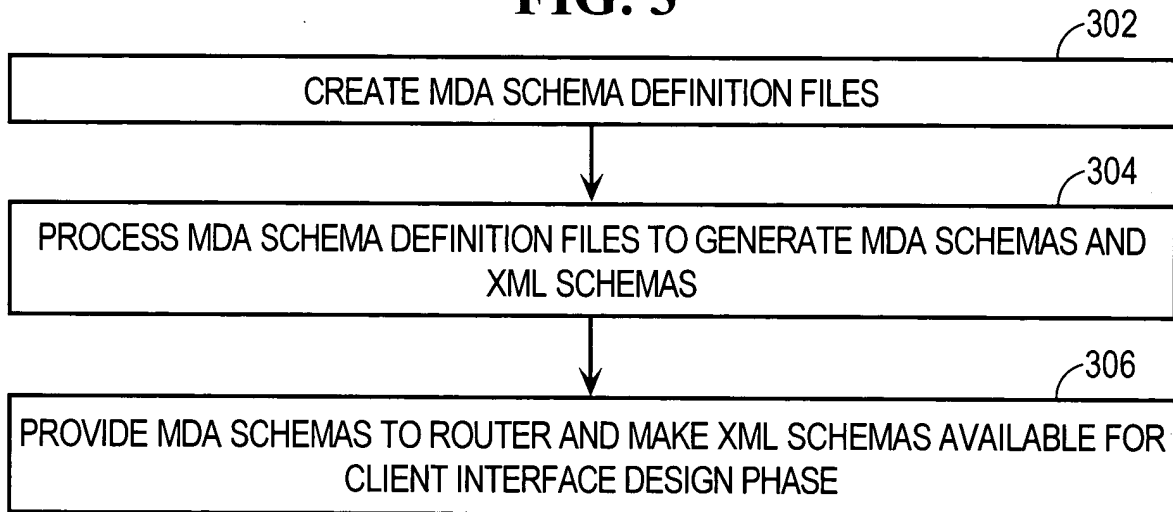 FIG. 3
302
CREATE MDA SCHEMA DEFINITION FILES
304
PROCESS MDA SCHEMA DEFINITION FILES TO GENERATE MDA SCHEMAS AND
XML SCHEMAS
306
PROVIDE MDA SCHEMAS TO ROUTER AND MAKE XML SCHEMAS AVAILABLE FOR
CLIENT INTERFACE DESIGN PHASE